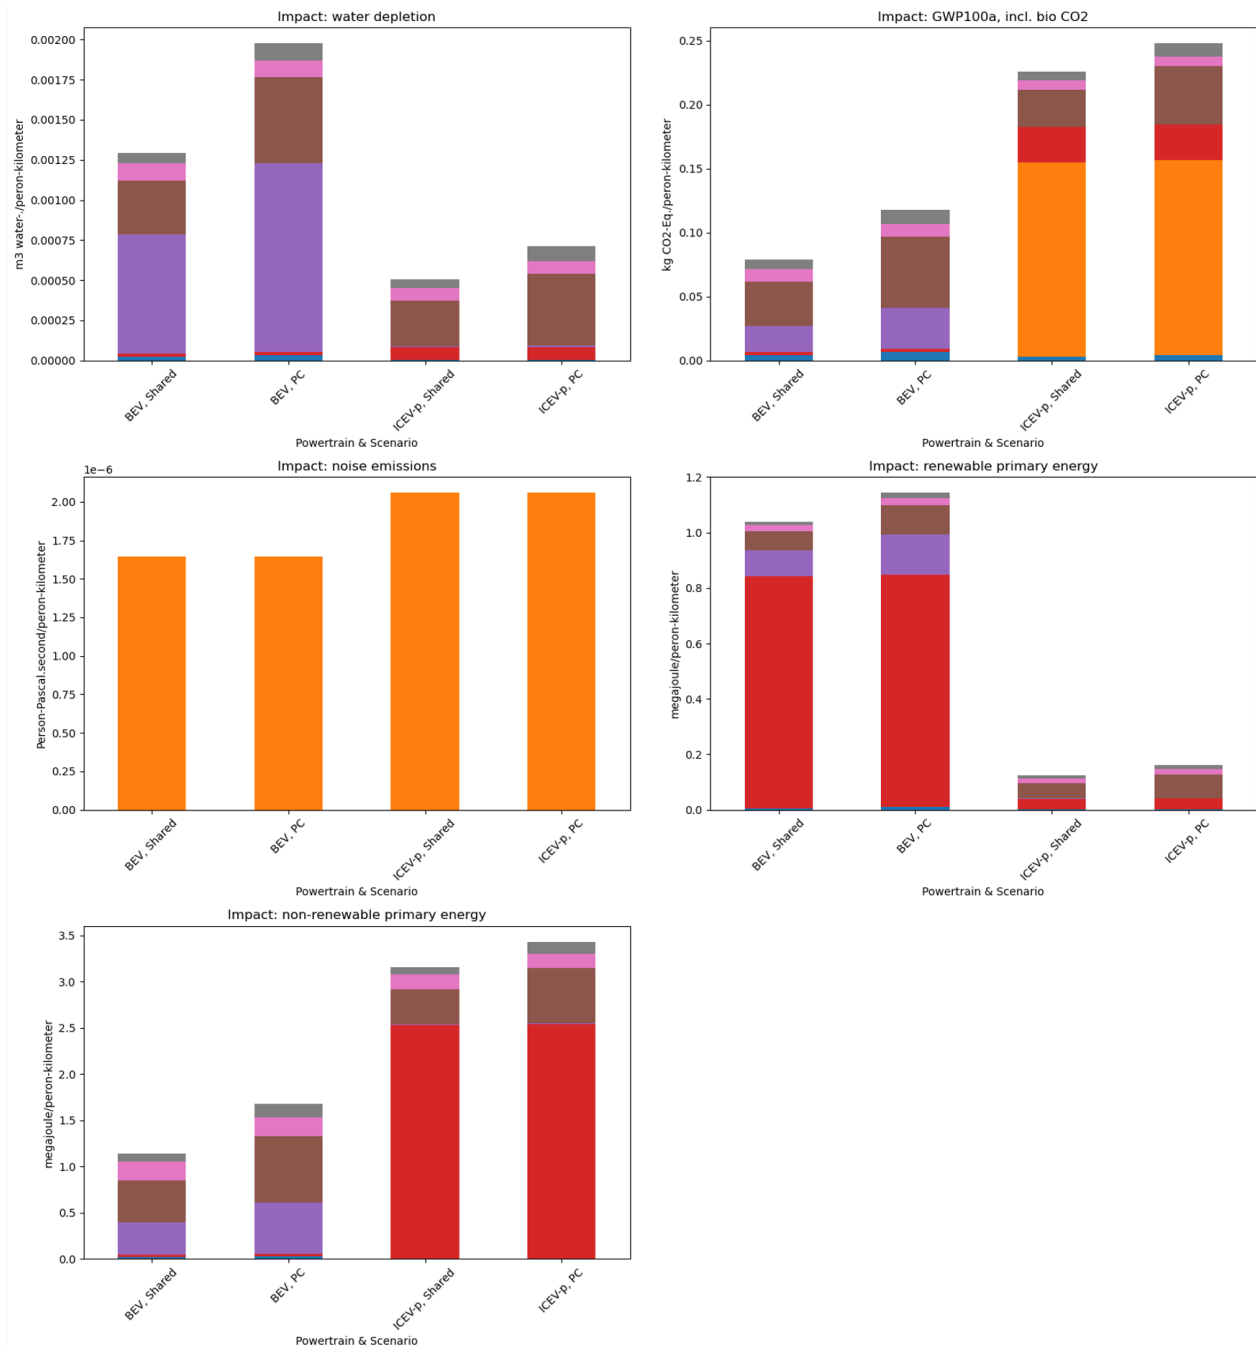 Impact: water depletion
m3 water-./peron-kilometer
0.00200
0.00175
0.00150
0.00125
0.00100
0.00075
0.00050
0.00025
0.00000
BEV, Shared
BEV, PC
ICEV-p, Shared
ICEV-p, PC
Powertrain & Scenario
Impact: GWP100a, incl. bio CO2
kg CO2-Eq./peron-kilometer
0.25
0.20
0.15
0.10
0.05
0.00
BEV, Shared
BEV, PC
ICEV-p, Shared
ICEV-p, PC
Powertrain & Scenario
Impact: noise emissions
1e−6
Person-Pascal.second/peron-kilometer
2.00
1.75
1.50
1.25
1.00
0.75
0.50
0.25
0.00
BEV, Shared
BEV, PC
ICEV-p, Shared
ICEV-p, PC
Powertrain & Scenario
Impact: renewable primary energy
megajoule/peron-kilometer
1.2
1.0
0.8
0.6
0.4
0.2
0.0
BEV, Shared
BEV, PC
ICEV-p, Shared
ICEV-p, PC
Powertrain & Scenario
Impact: non-renewable primary energy
megajoule/peron-kilometer
3.5
3.0
2.5
2.0
1.5
1.0
0.5
0.0
BEV, Shared
BEV, PC
ICEV-p, Shared
ICEV-p, PC
Powertrain & Scenario